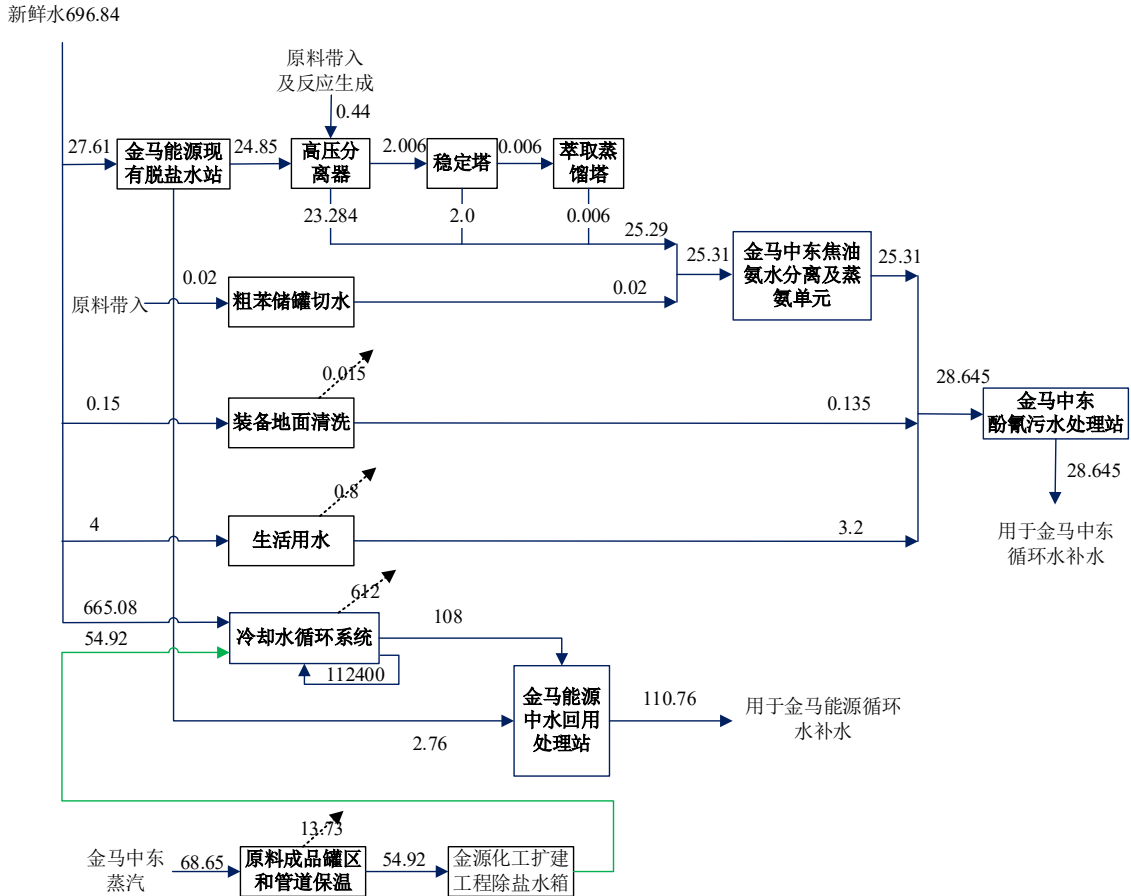 新鲜水696.84
原料带入
及反应生成
0.44
27.61
金马能源现
有脱盐水站
24.85
高压分
离器
2.006
稳定塔
0.006
萃取蒸
馏塔
23.284
2.0
0.006
25.29
25.31
金马中东焦油
氨水分离及蒸
氨单元
25.31
原料带入
0.02
粗苯储罐切水
0.02
0.015
0.15
装备地面清洗
0.135
28.645
金马中东
酚氰污水处理站
28.645
用于金马中东
循环水补水
0.8
4
生活用水
3.2
612
665.08
54.92
冷却水循环系统
108
112400
金马能源
中水回用
处理站
110.76
用于金马能源循环
水补水
2.76
13.73
金马中东
蒸汽
68.65
原料成品罐区
和管道保温
54.92
金源化工扩建
工程除盐水箱